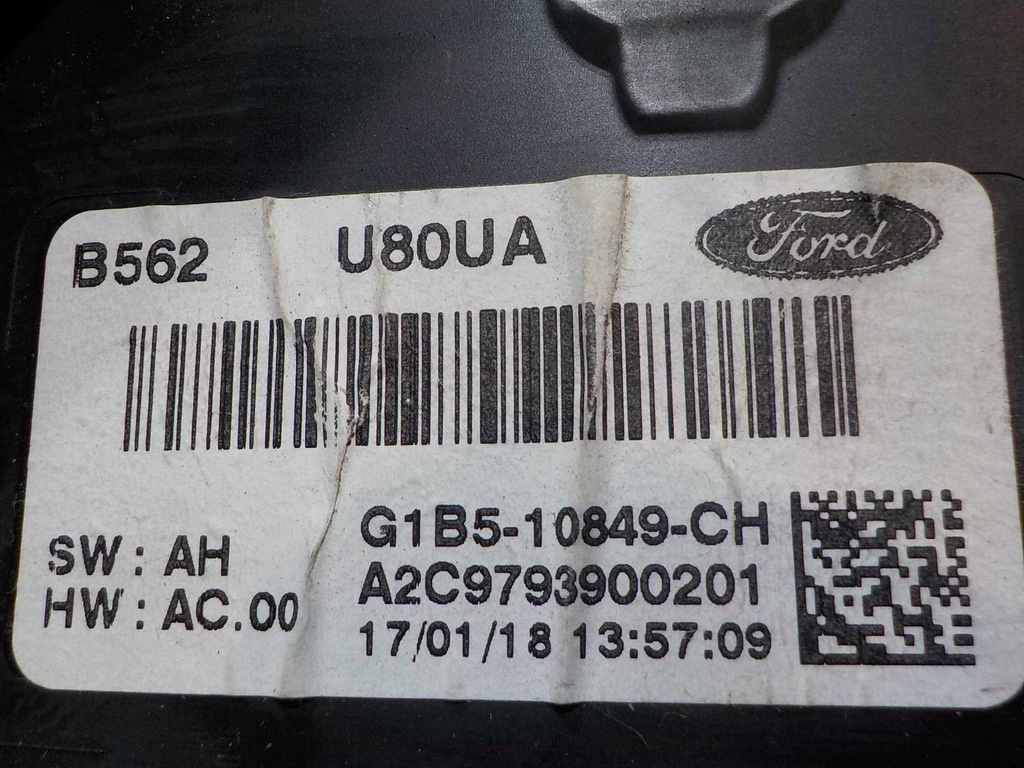 B562 U80UA Ford
G1B5-10849-CH
SW: AH
A2C9793900201
HW: AC.00
17/01/18 13:57:09